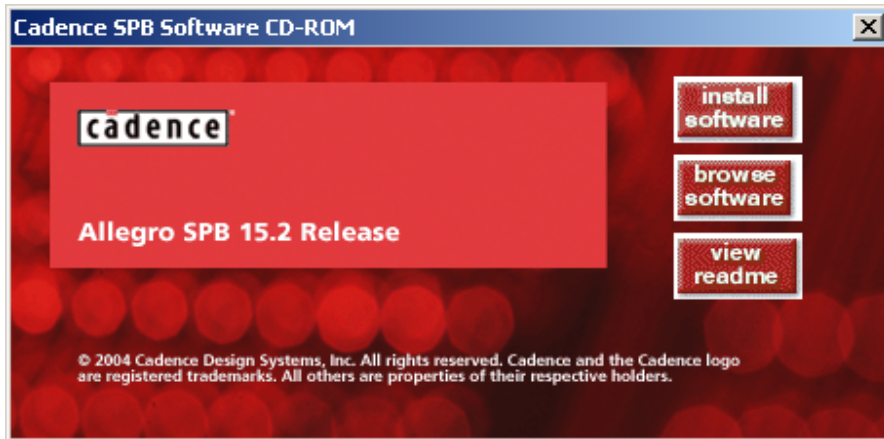 Cadence SPB Software CD-ROM
install
software
cādence
browse
software
Allegro SPB 15.2 Release
view
readme
© 2004 Cadence Design Systems, Inc. All rights reserved. Cadence and the Cadence logo
are registered trademarks. All others are properties of their respective holders.